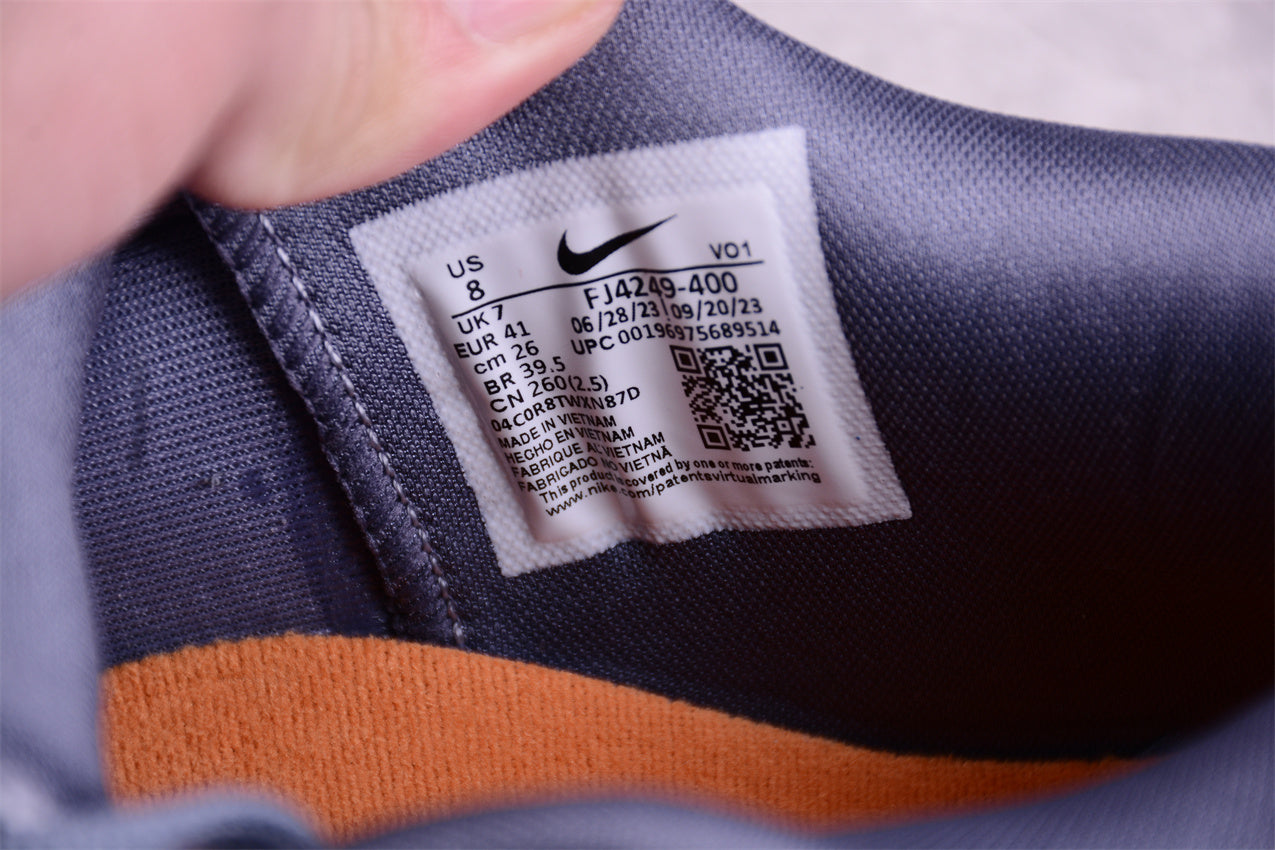 US
8
VO1
FJ4249-400
06/28/23 09/20/23
UPC 00196975689514
UK 7
EUR 41
cm 26
BR 39.5
CN 260(2.5)
04C0R8TWXN87D
MADE IN VIETNAM
HECHO EN VIETNAM
FABRIQUE AU VIETNAM
FABRICADO NO VIETNÃ
This product is covered by one or more patents:
www.nike.com/patentsvirtualmarking